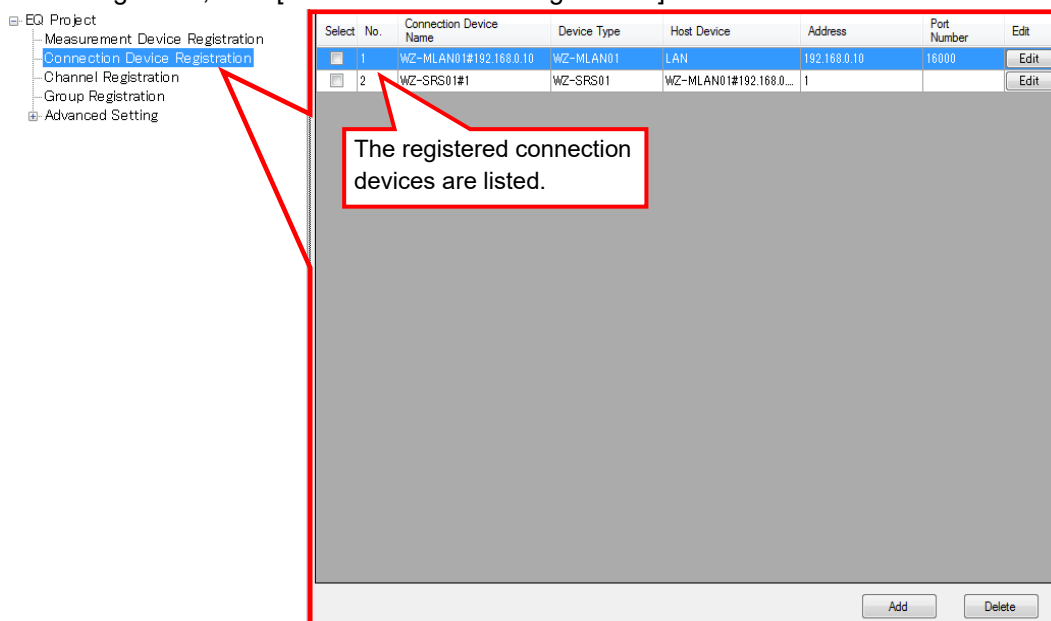 EQ Project
Measurement Device Registration
Connection Device Registration
Channel Registration
Group Registration
Advanced Setting
Select No. Connection Device Name Device Type Host Device Address Port Number Edit
1 WZ-MLAN01#192.168.0.10 WZ-MLAN01 LAN 192.168.0.10 16000 Edit
2 WZ-SRS01#1 WZ-SRS01 WZ-MLAN01#192.168.0.... 1 Edit
The registered connection
devices are listed.
Add Delete